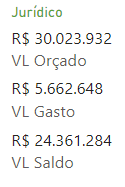 Jurídico
R$ 30.023.932
VL Orçado
R$ 5.662.648
VL Gasto
R$ 24.361.284
VL Saldo